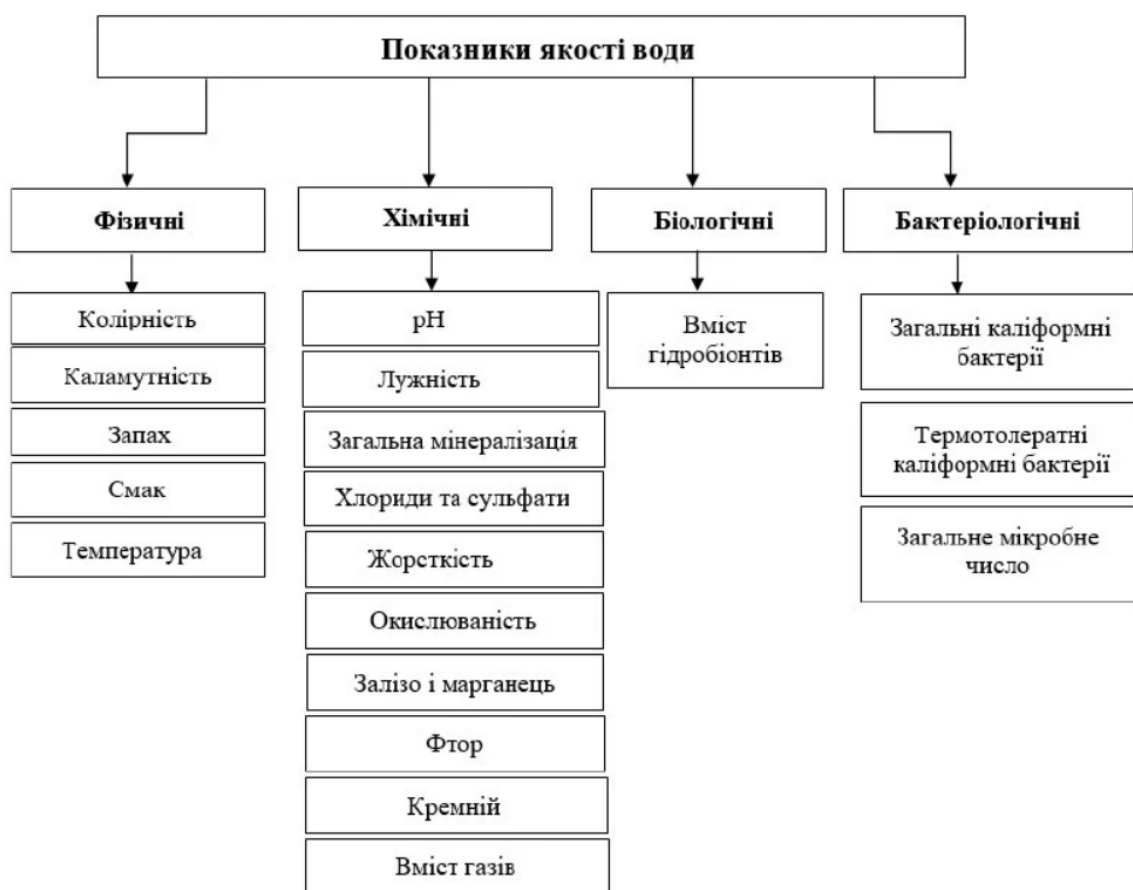 Показники якості води
Фізичні
Колірність
Каламутність
Запах
Смак
Температура
Хімічні
рН
Лужність
Загальна мінералізація
Хлориди та сульфати
Жорсткість
Окислюваність
Залізо і марганець
Фтор
Кремній
Вміст газів
Біологічні
Вміст
гідробіонтів
Бактеріологічні
Загальні каліформні
бактерії
Термотолератні
каліформні бактерії
Загальне мікробне
число